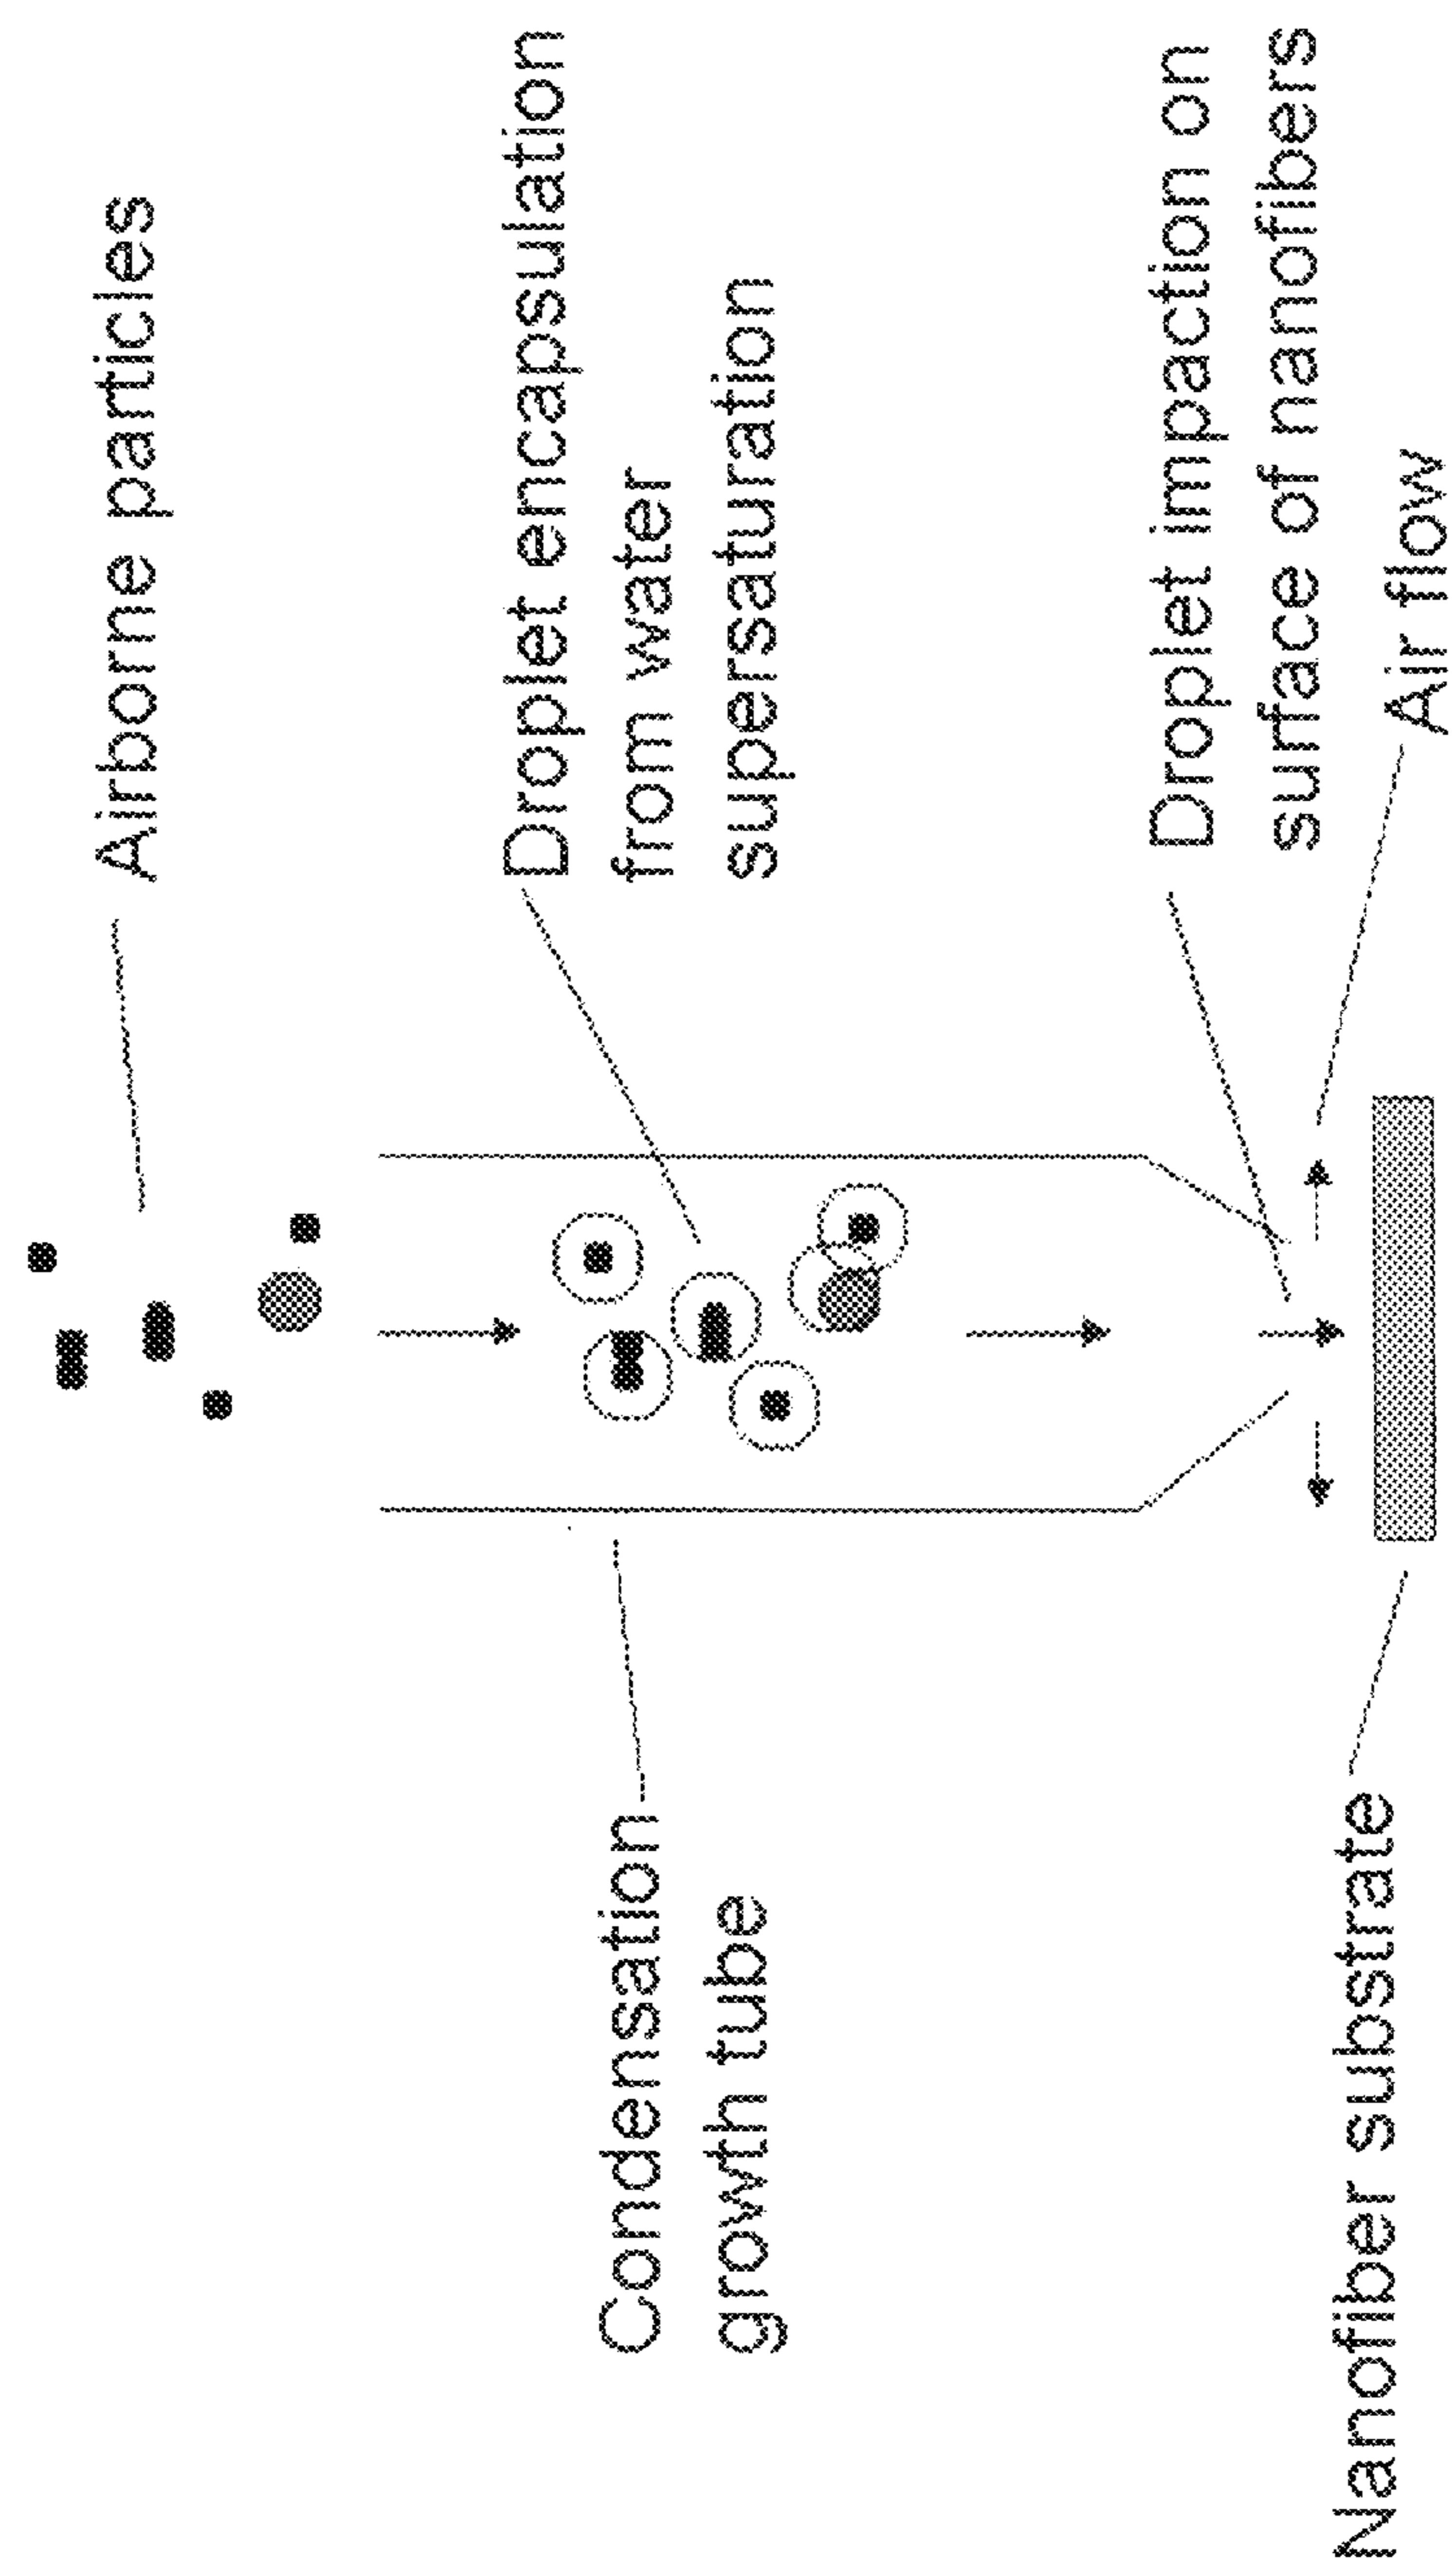 Airborne particles
Droplet encapsulation
from water
supersaturation
Condensation
growth tube
Droplet impaction on
surface of nanofibers
Air flow
Nanofiber substrate